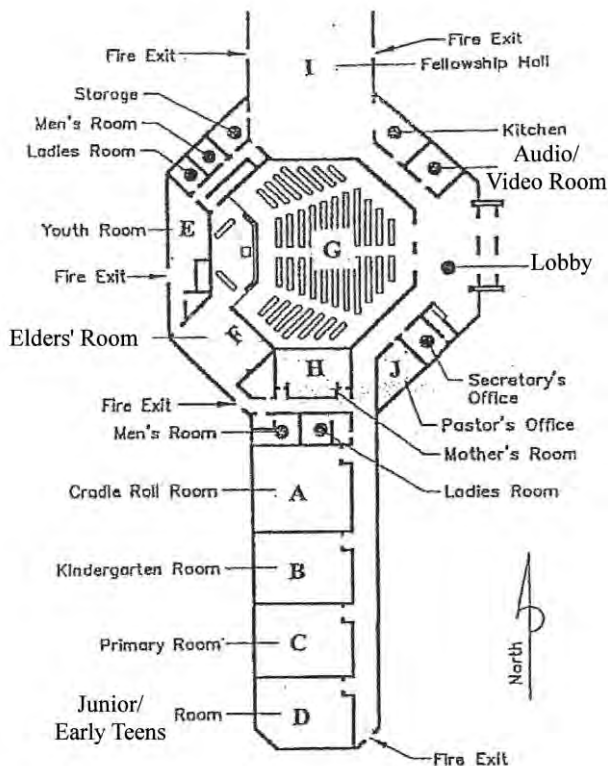 Fire Exit
Fire Exit
I
Fellowship Hall
Storage
Men's Room
Kitchen
Ladies Room
Audio/
Video Room
E
Youth Room
G
Fire Exit
Lobby
Elders' Room
F
H
J
Secretary's
Office
Fire Exit
Pastor's Office
Men's Room
Mother's Room
Ladies Room
Cradle Roll Room
A
Kindergarten Room
B
Primary Room
C
North
Junior/
Early Teens
Room
D
Fire Exit